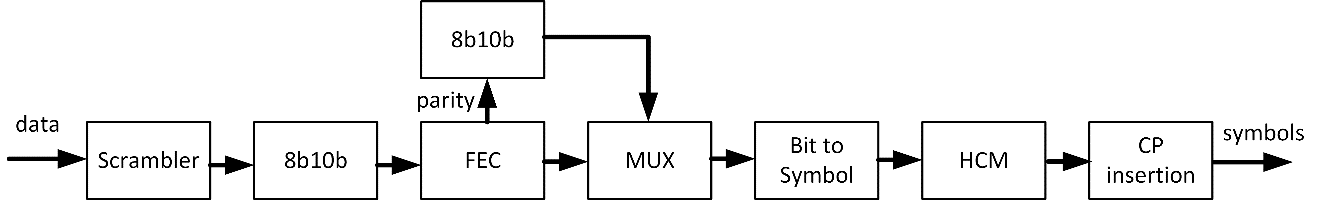 8b10b
parity
data
symbols
Scrambler
8b10b
FEC
MUX
Bit to
Symbol
HCM
CP
insertion